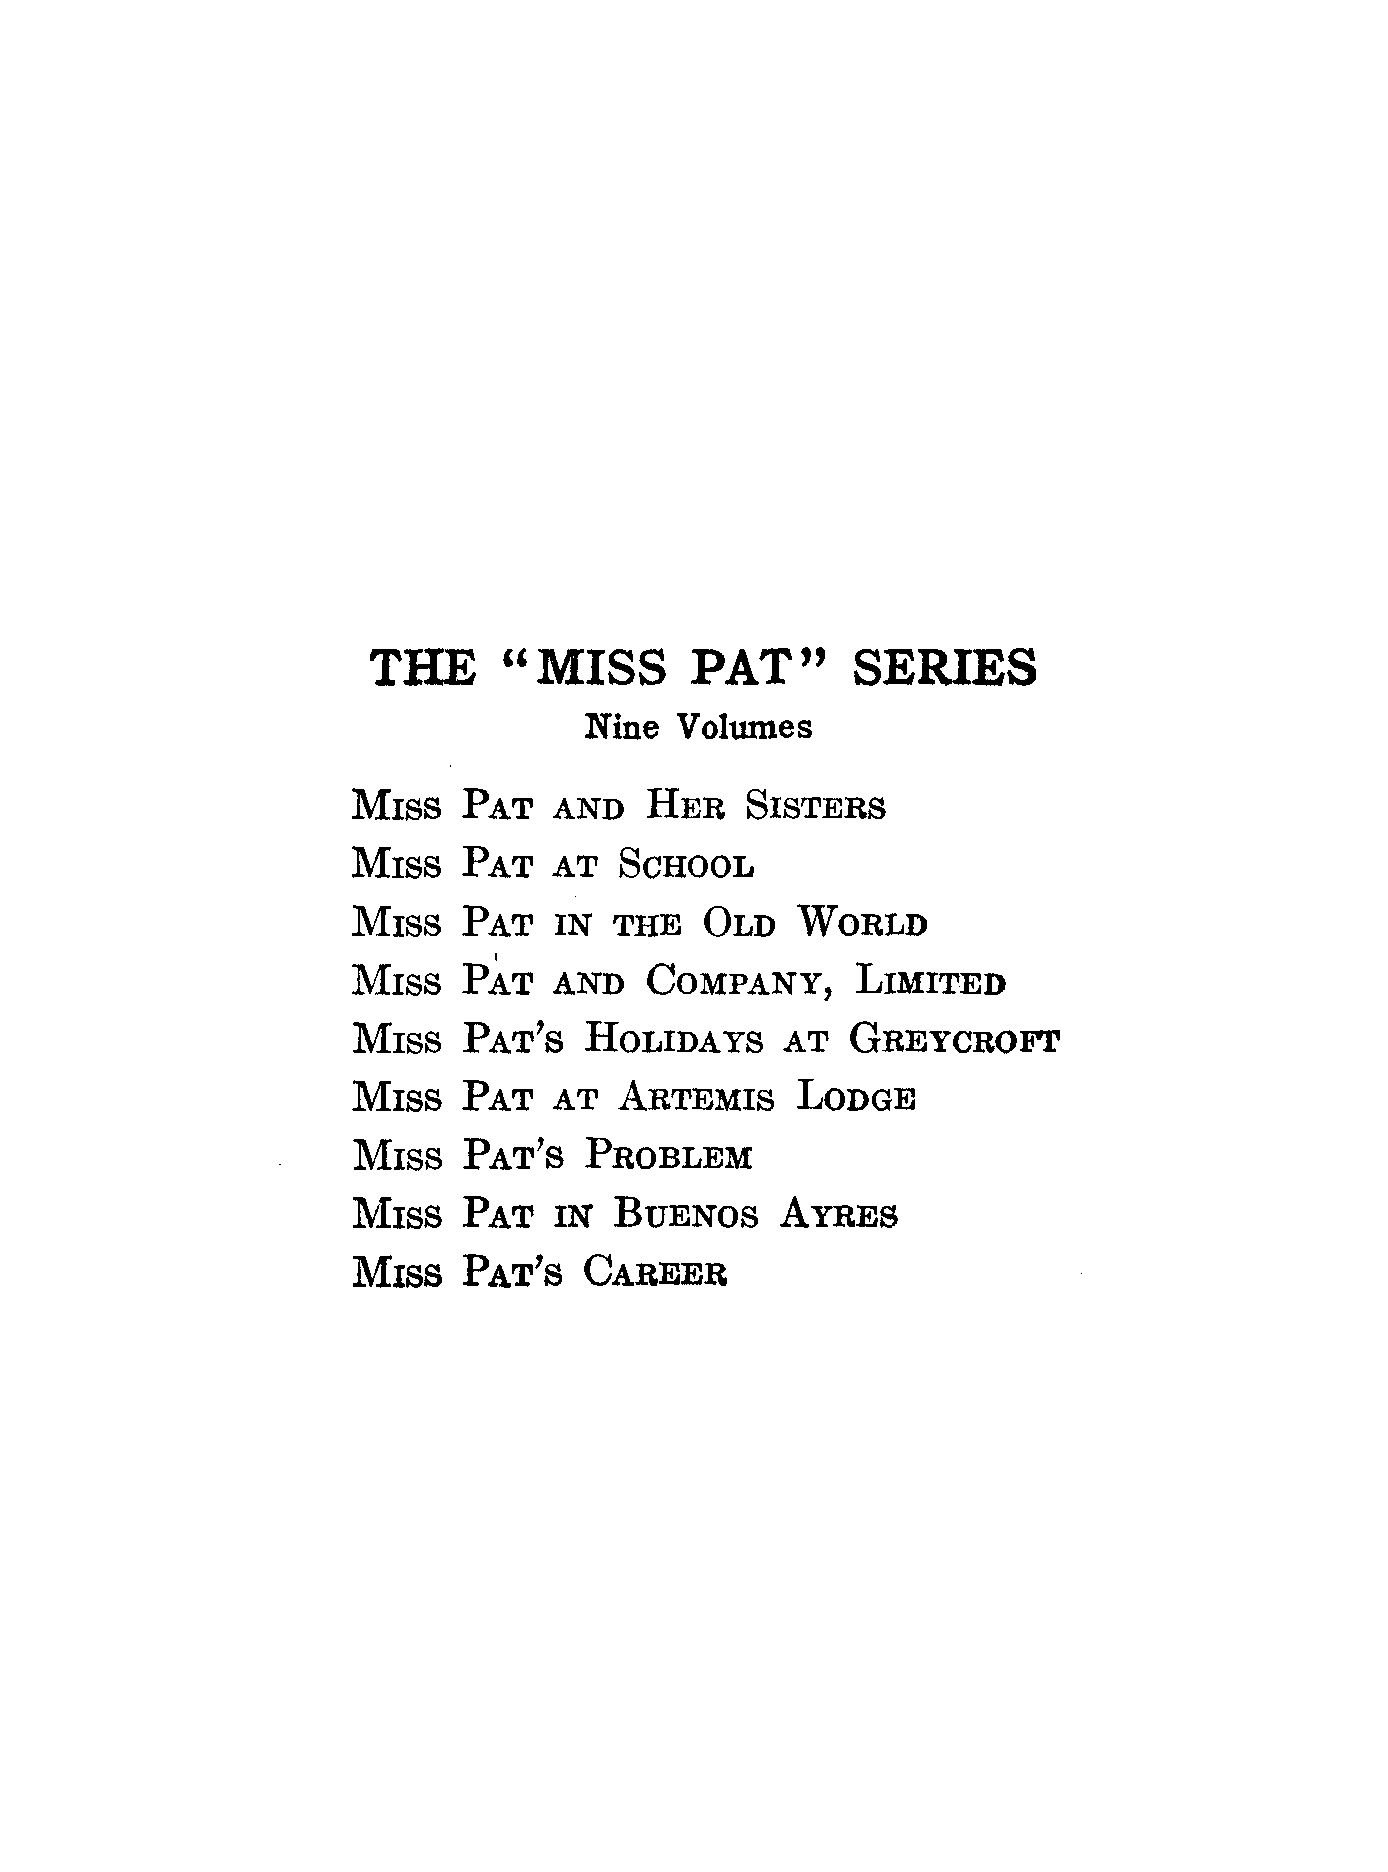 THE “MISS PAT” SERIES
Nine Volumes
Miss Pat and Her Sisters
Miss Pat at School
Miss Pat in the Old World
Miss Pat and Company, Limited
Miss Pat’s Holidays at Greycroft
Miss Pat at Artemis Lodge
Miss Pat’s Problem
Miss Pat in Buenos Ayres
Miss Pat’s Career